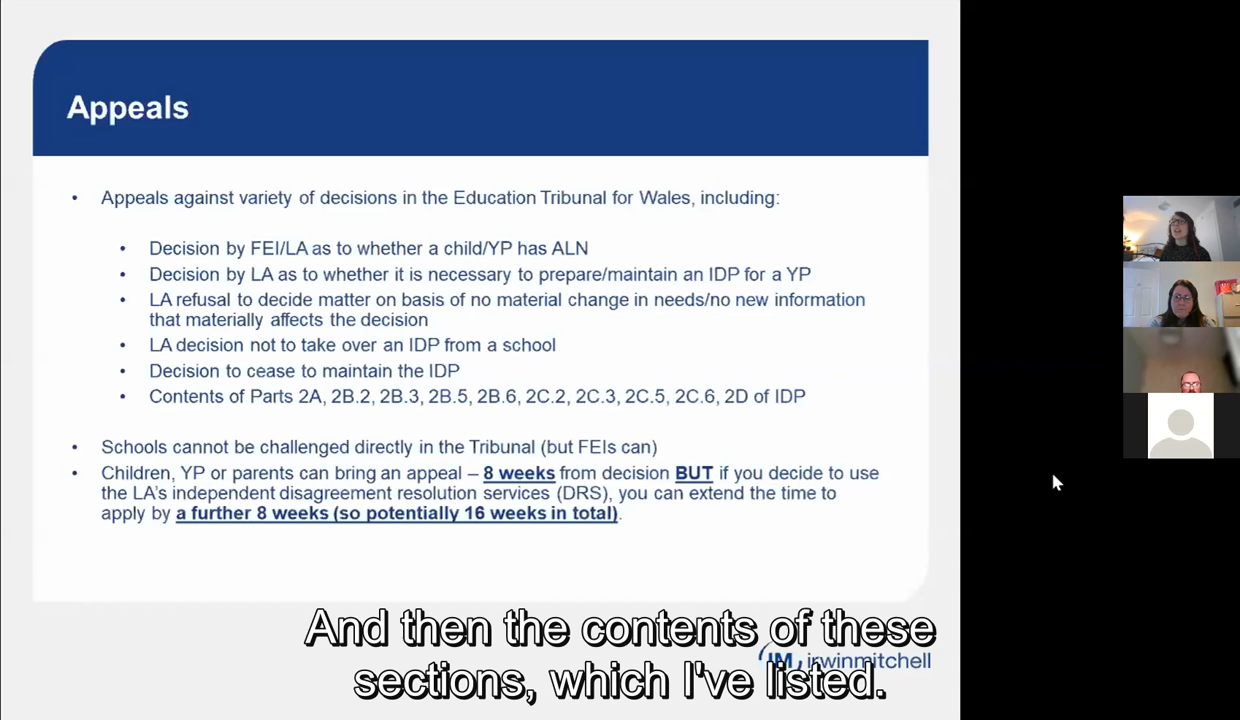 Appeals
• Appeals against variety of decisions in the Education Tribunal for Wales, including:
• Decision by FEI/LA as to whether a child/YP has ALN
• Decision by LA as to whether it is necessary to prepare/maintain an IDP for a YP
• LA refusal to decide matter on basis of no material change in needs/no new information
that materially affects the decision
• LA decision not to take over an IDP from a school
• Decision to cease to maintain the IDP
• Contents of Parts 2A, 2B.2, 2B.3, 2B.5, 2B.6, 2C.2, 2C.3, 2C.5, 2C.6, 2D of IDP
• Schools cannot be challenged directly in the Tribunal (but FEIs can)
• Children, YP or parents can bring an appeal – 8 weeks from decision BUT if you decide to use
the LA's independent disagreement resolution services (DRS), you can extend the time to
apply by a further 8 weeks (so potentially 16 weeks in total).
And then the contents of these
IM irwinmitchell
sections, which I've listed.